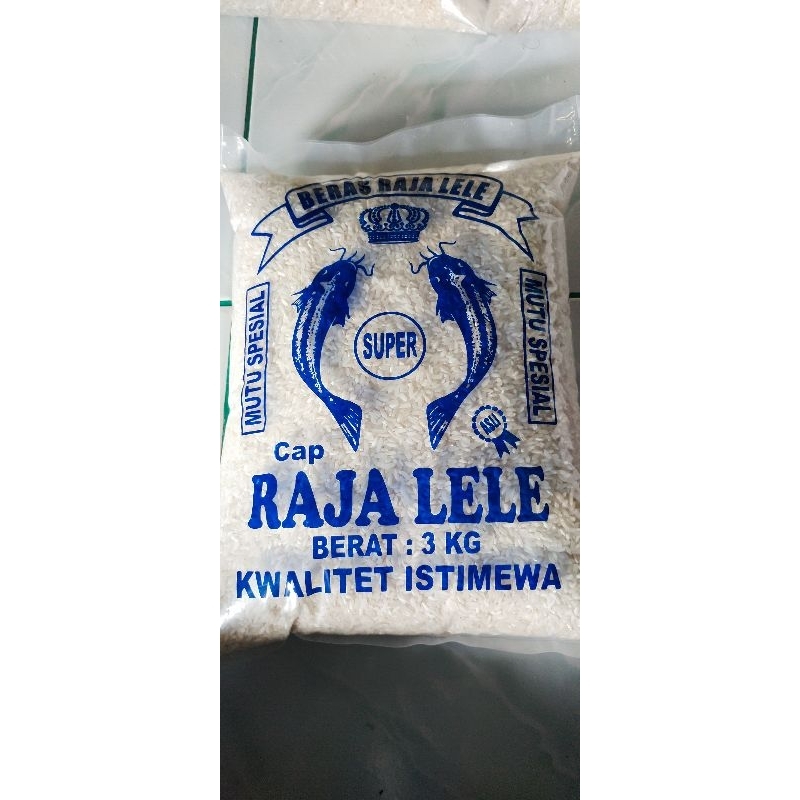 BERAS RAJA LELE
MUTU SPESIAL
SUPER
MUTU SPESIAL
Cap
RAJA LELE
BERAT : 3 KG
KWALITET ISTIMEWA